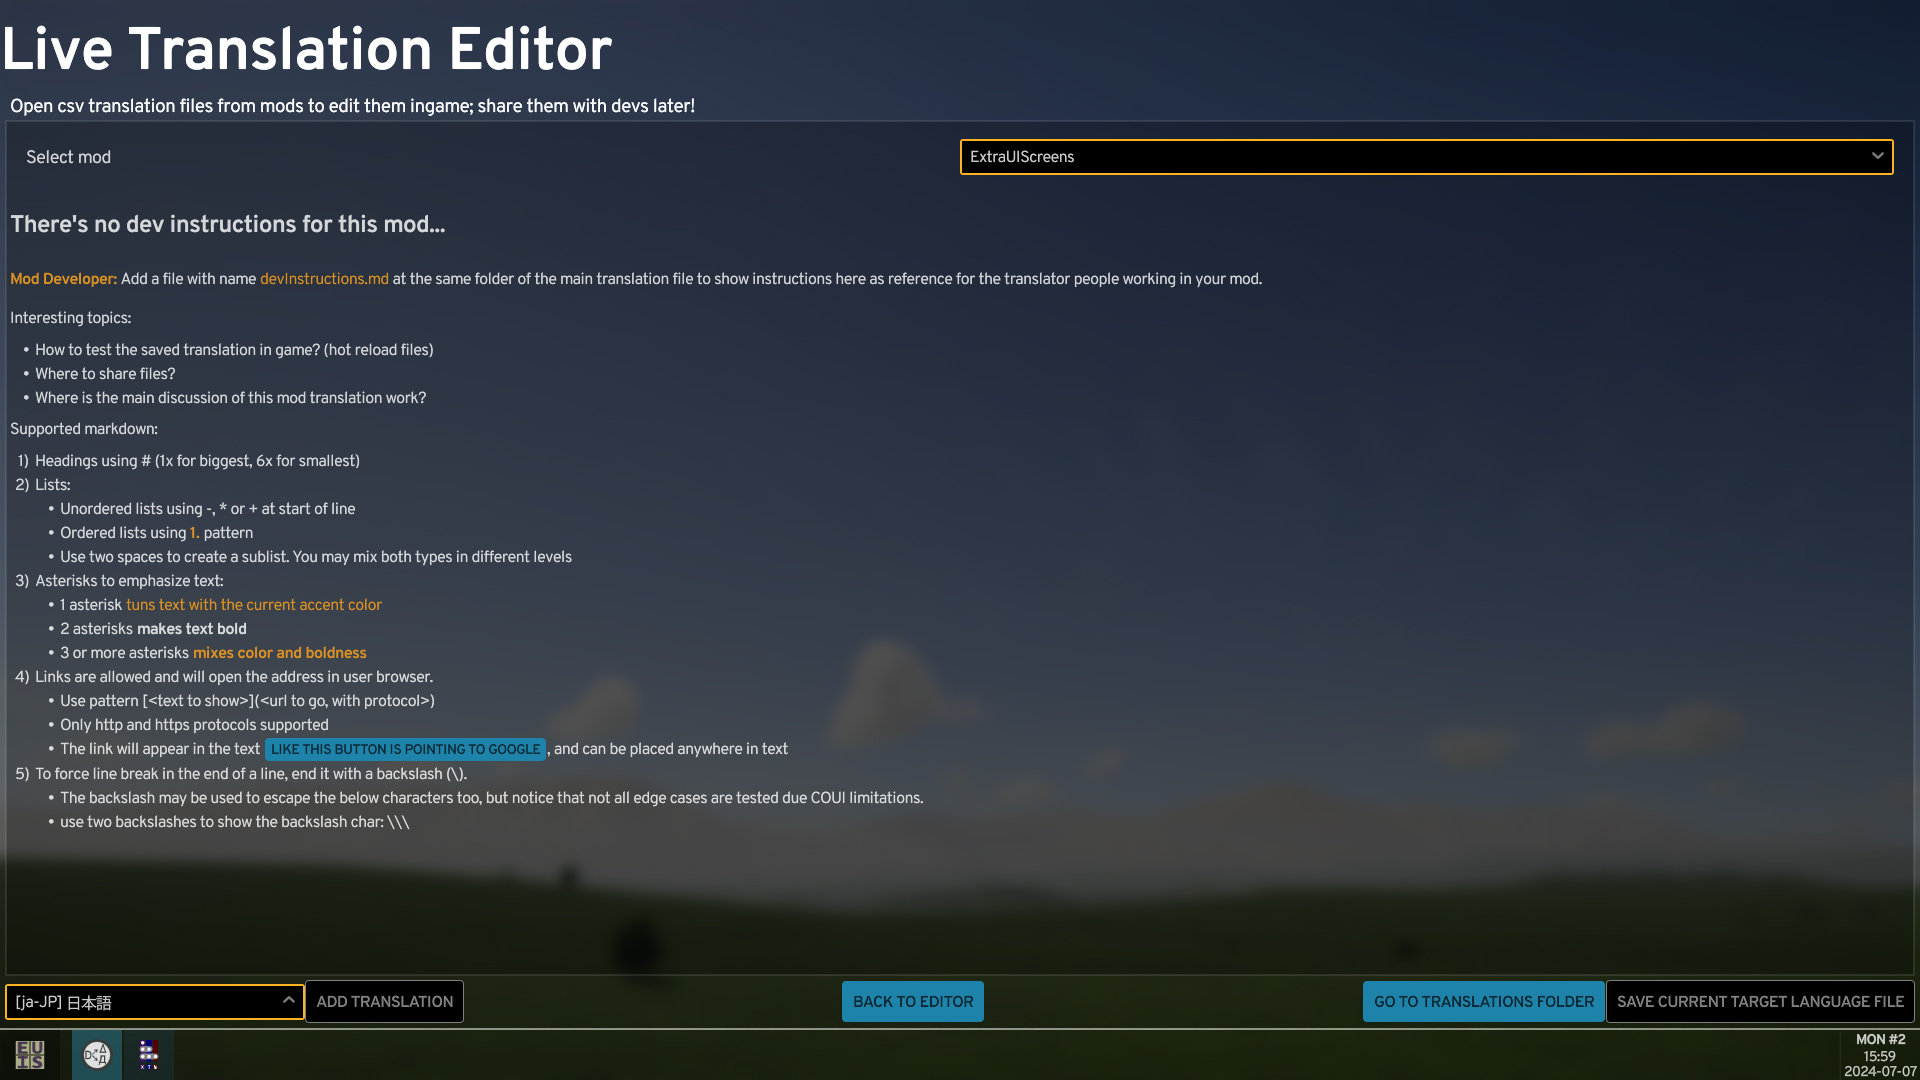 Live Translation Editor
Open csv translation files from mods to edit them ingame; share them with devs later!
Select mod
ExtraUIScreens
There's no dev instructions for this mod...
Mod Developer: Add a file with name devInstructions.md at the same folder of the main translation file to show instructions here as reference for the translator people working in your mod.
Interesting topics:
• How to test the saved translation in game? (hot reload files)
• Where to share files?
• Where is the main discussion of this mod translation work?
Supported markdown:
1) Headings using # (1x for biggest, 6x for smallest)
2) Lists:
• Unordered lists using -, * or + at start of line
• Ordered lists using 1. pattern
• Use two spaces to create a sublist. You may mix both types in different levels
3) Asterisks to emphasize text:
• 1 asterisk tuns text with the current accent color
• 2 asterisks makes text bold
• 3 or more asterisks mixes color and boldness
4) Links are allowed and will open the address in user browser.
• Use pattern [<text to show>](<url to go, with protocol>)
• Only http and https protocols supported
• The link will appear in the text LIKE THIS BUTTON IS POINTING TO GOOGLE , and can be placed anywhere in text
5) To force line break in the end of a line, end it with a backslash (\).
• The backslash may be used to escape the below characters too, but notice that not all edge cases are tested due COUI limitations.
• use two backslashes to show the backslash char: \\\
[ja-JP] 日本語
ADD TRANSLATION
BACK TO EDITOR
GO TO TRANSLATIONS FOLDER
SAVE CURRENT TARGET LANGUAGE FILE
EU
IS
MON #2
15:59
2024-07-07